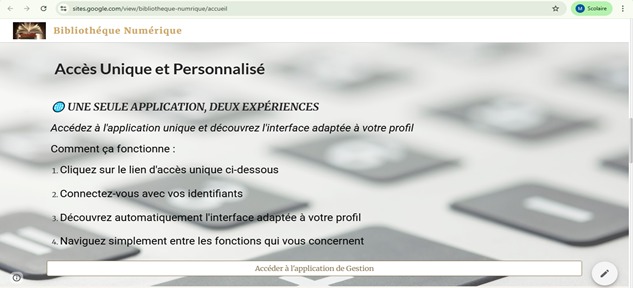 sites.google.com/view/bibliotheque-numrique/accueil
M Scolaire
Bibliothéque Numérique
Accès Unique et Personnalisé
UNE SEULE APPLICATION, DEUX EXPÉRIENCES
Accédez à l'application unique et découvrez l'interface adaptée à votre profil
Comment ça fonctionne :
1. Cliquez sur le lien d'accès unique ci-dessous
2. Connectez-vous avec vos identifiants
3. Découvrez automatiquement l'interface adaptée à votre profil
4. Naviguez simplement entre les fonctions qui vous concernent
Accéder à l'application de Gestion